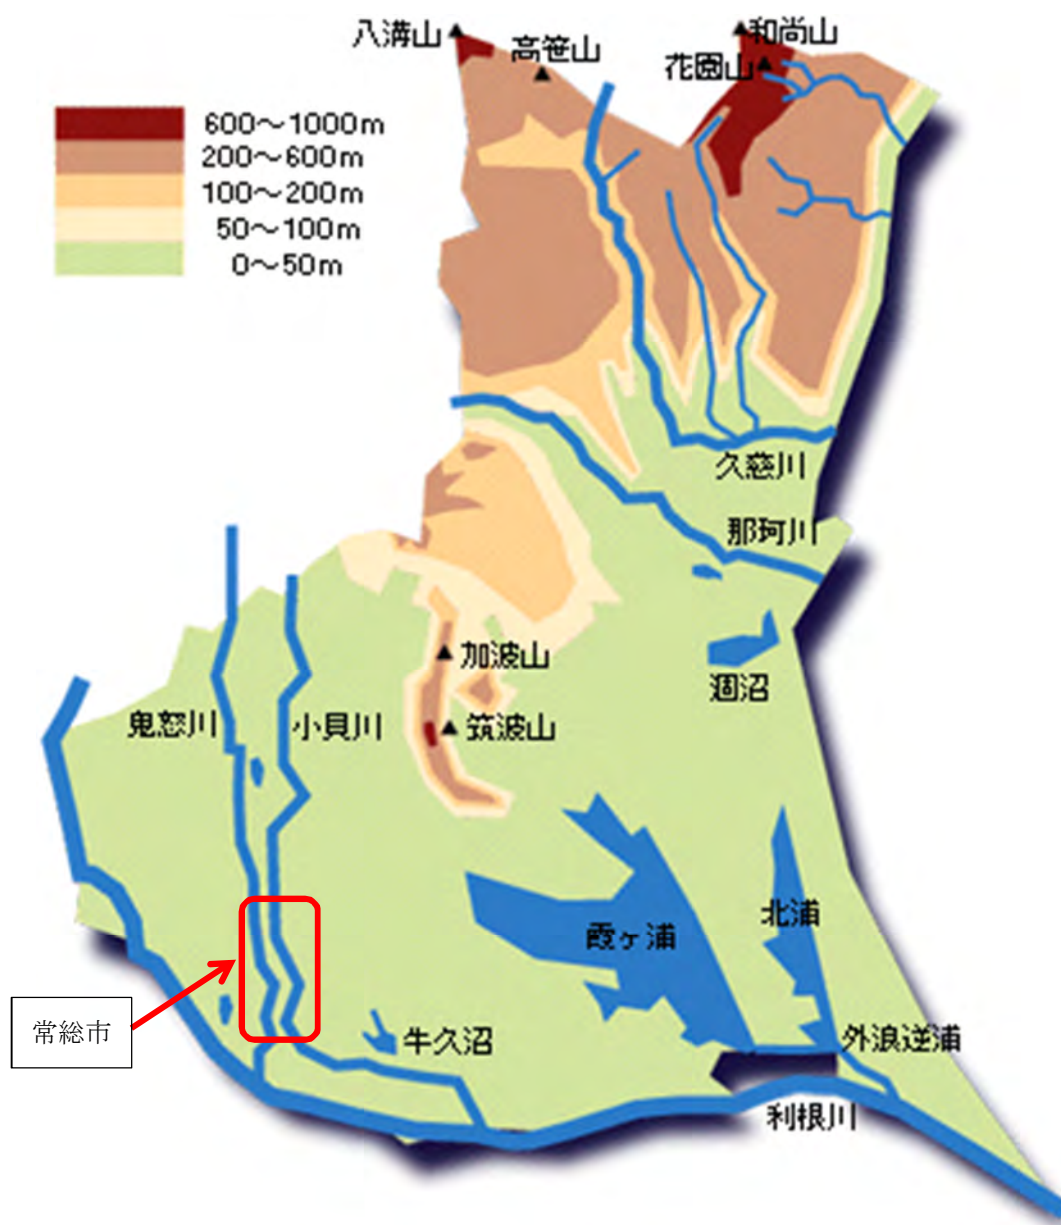 八溝山
和尚山
高笹山
花園山
600～1000m
200～600m
100～200m
50～100m
0～50m
久慈川
那珂川
加波山
涸沼
鬼怒川
小貝川
筑波山
北浦
霞ヶ浦
常総市
牛久沼
外浪逆浦
利根川